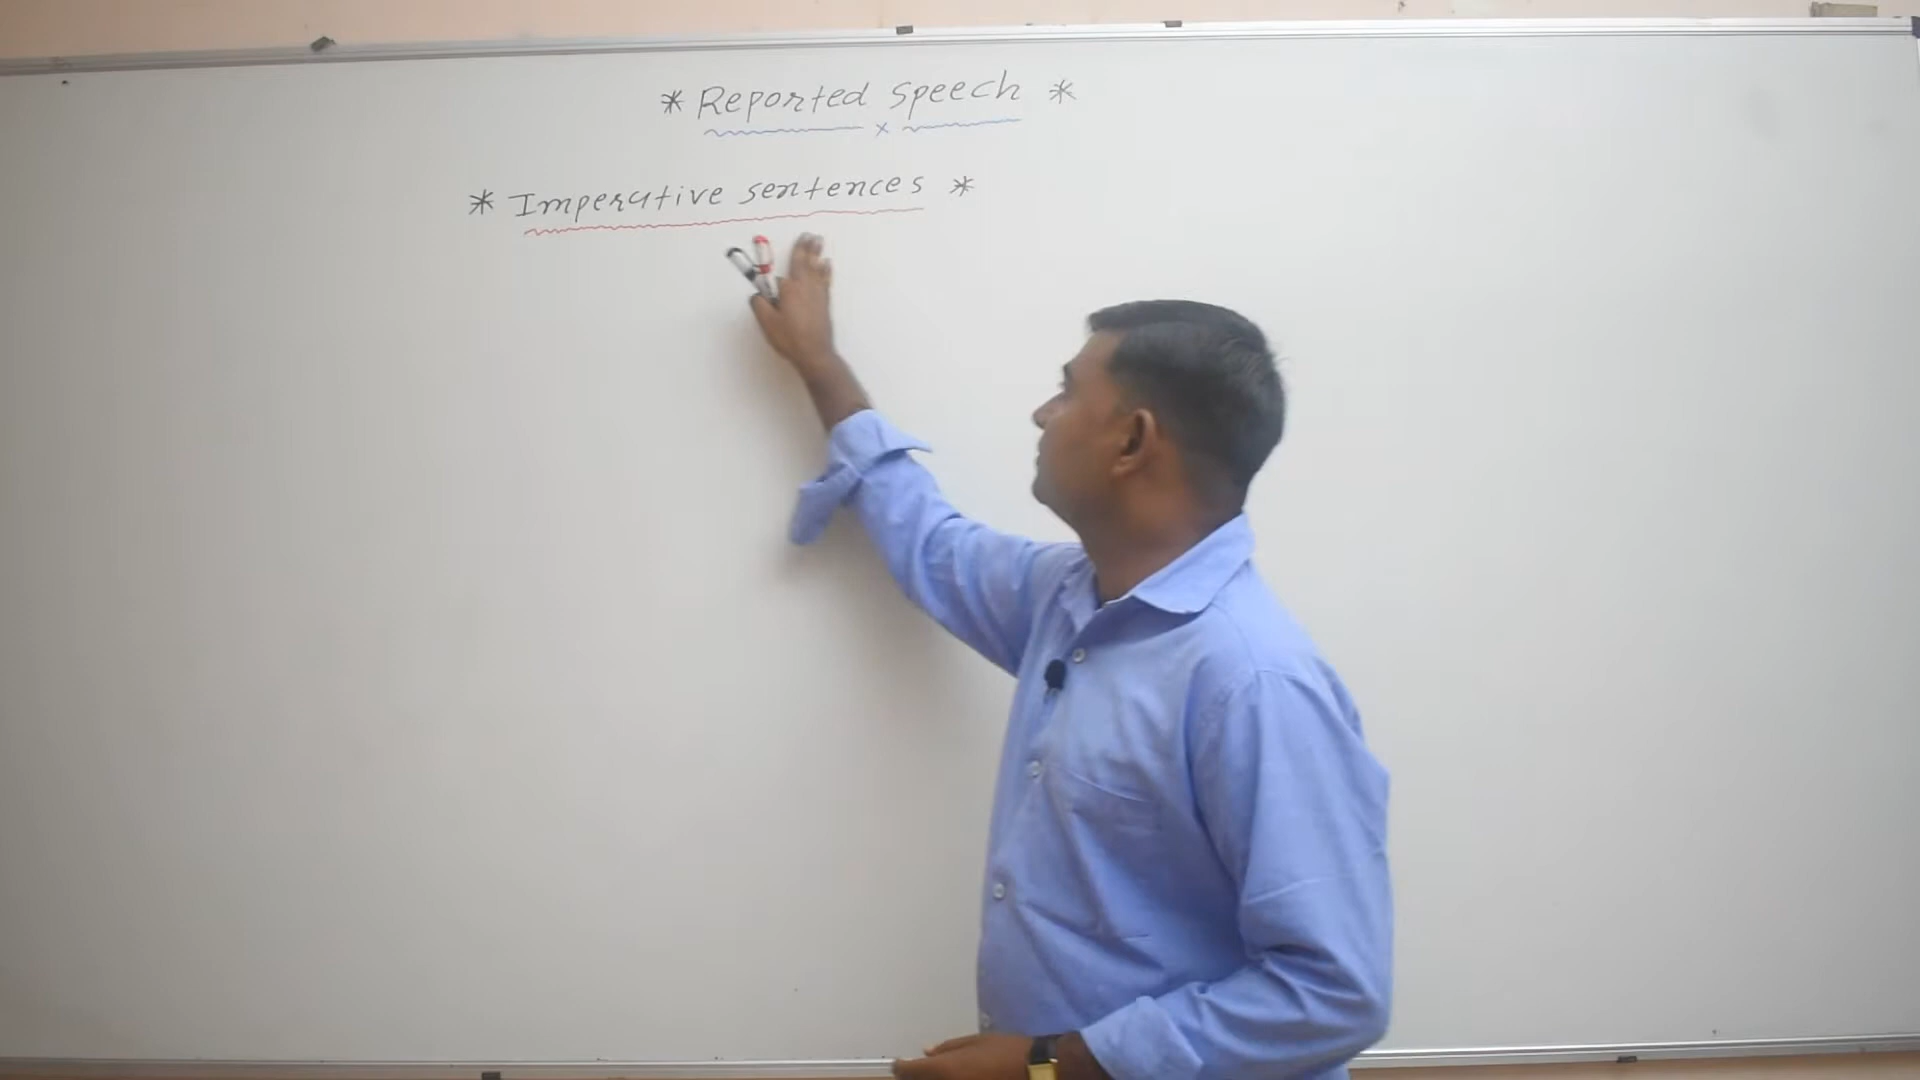 * Reported speech *
x
* Imperative sentences *